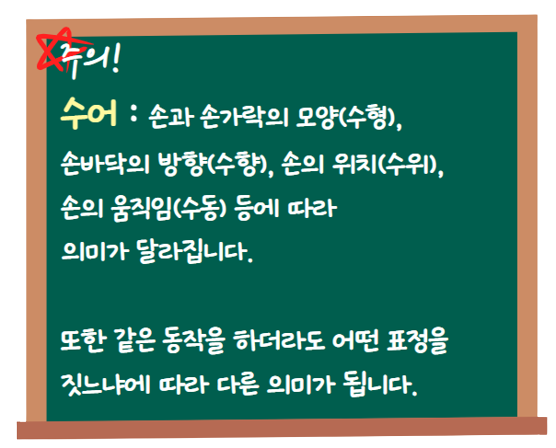 주의!
수어 : 손과 손가락의 모양(수형),
손바닥의 방향(수향), 손의 위치(수위),
손의 움직임(수동) 등에 따라
의미가 달라집니다.
또한 같은 동작을 하더라도 어떤 표정을
짓느냐에 따라 다른 의미가 됩니다.